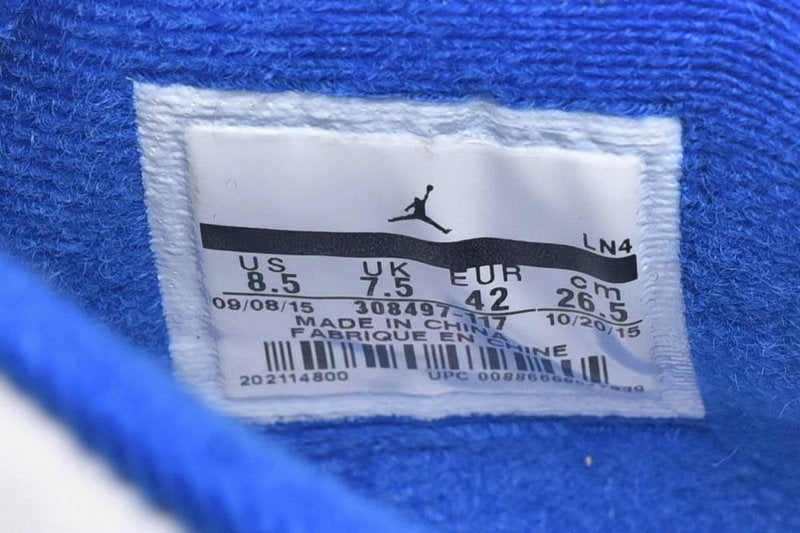 LN4
US UK EUR cm
8.5 7.5 42 26.5
09/08/15 308497-117 10/20/15
MADE IN CHINA
FABRIQUE EN CHINE
202114800 UPC